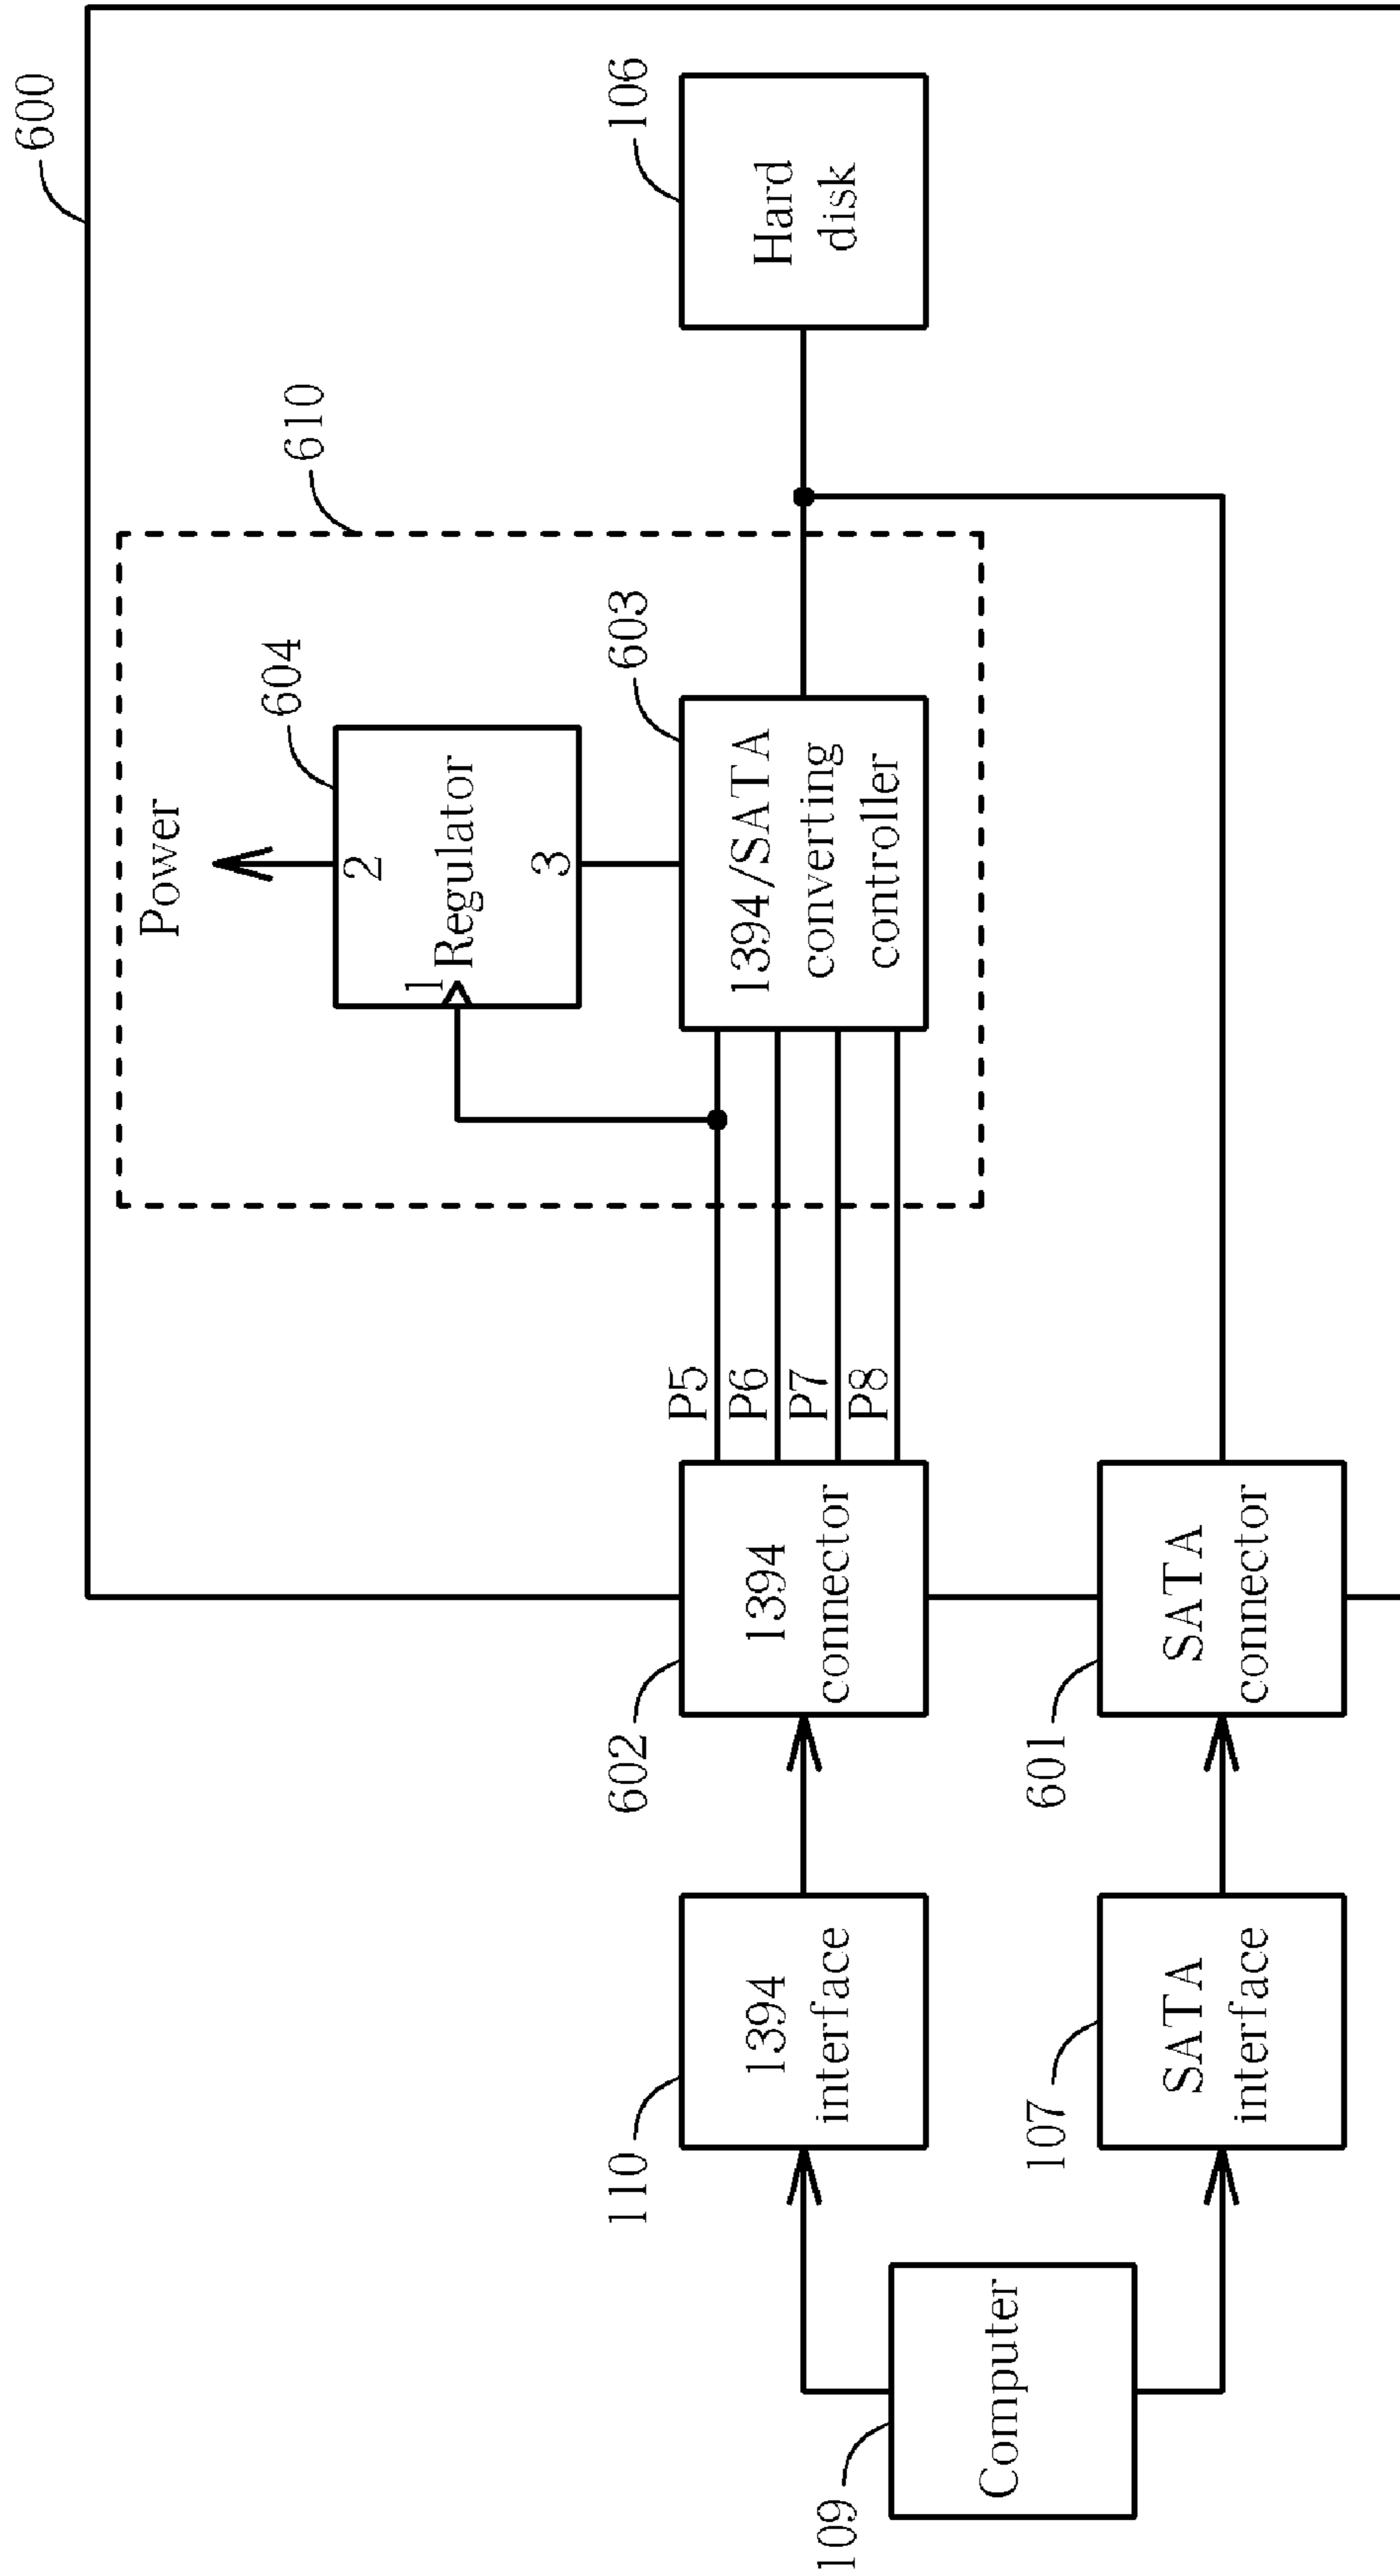 600
610
Power
604
2
1
Regulator
3
603
1394/SATA
converting
controller
106
Hard
disk
P5
P6
P7
P8
602
1394
connector
110
1394
interface
109
Computer
107
SATA
interface
601
SATA
connector